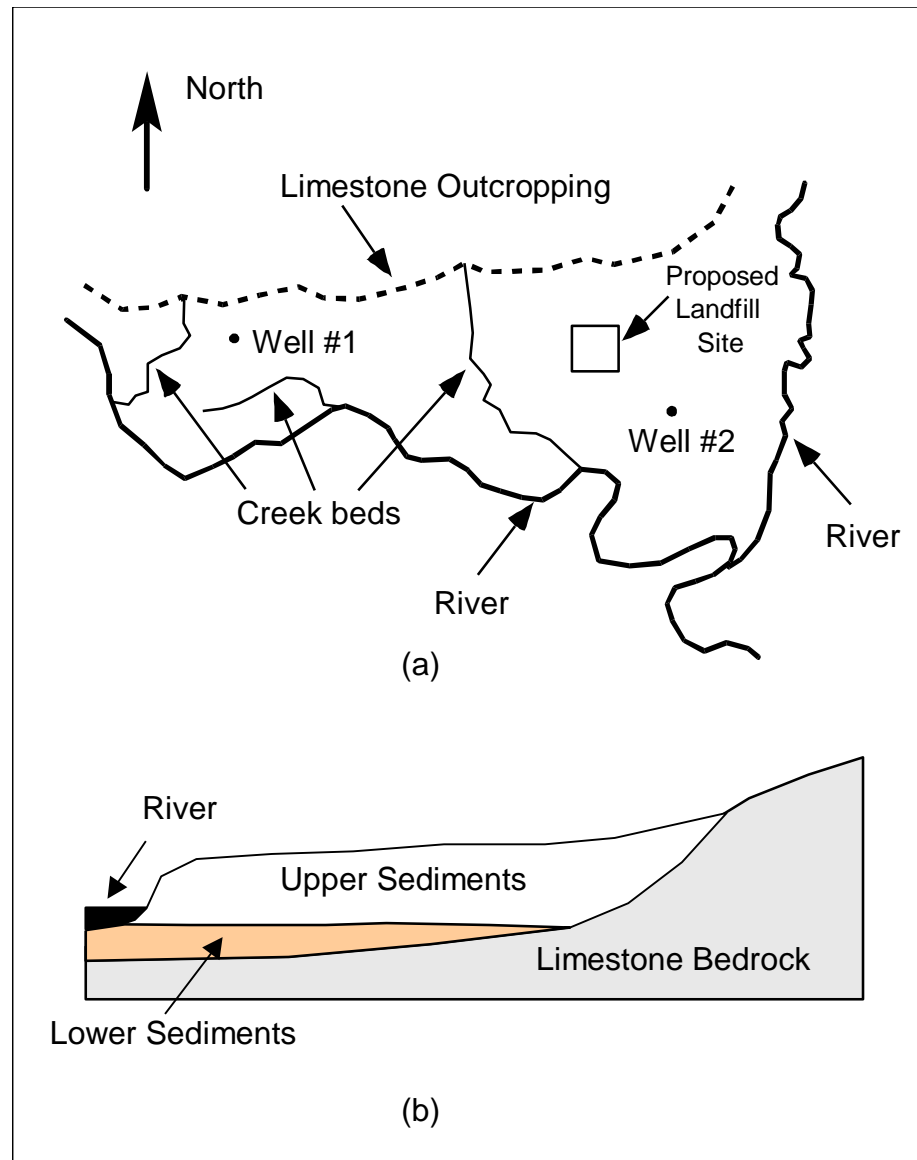 North
Limestone Outcropping
Proposed
Landfill
Site
Well #1
Well #2
Creek beds
River
River
(a)
River
Upper Sediments
Limestone Bedrock
Lower Sediments
(b)